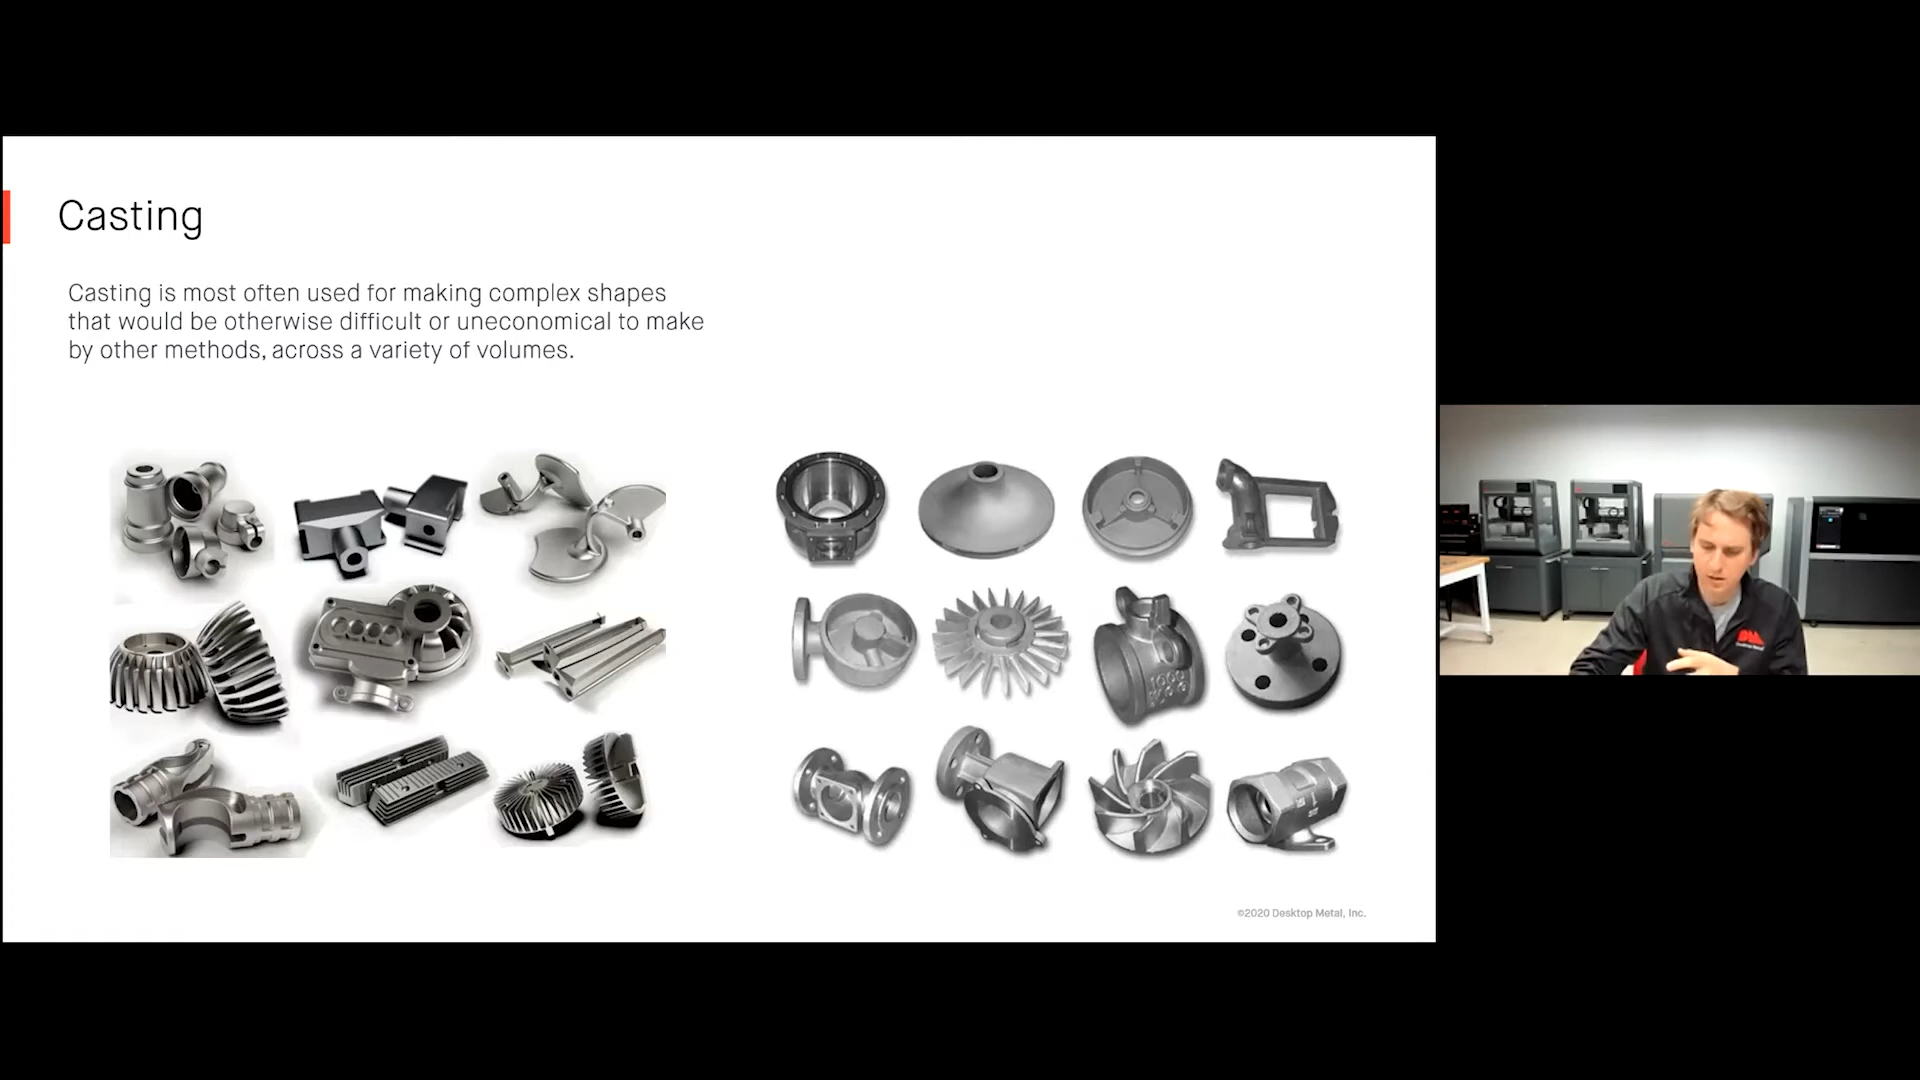 Casting
Casting is most often used for making complex shapes
that would be otherwise difficult or uneconomical to make
by other methods, across a variety of volumes.
©2020 Desktop Metal, Inc.